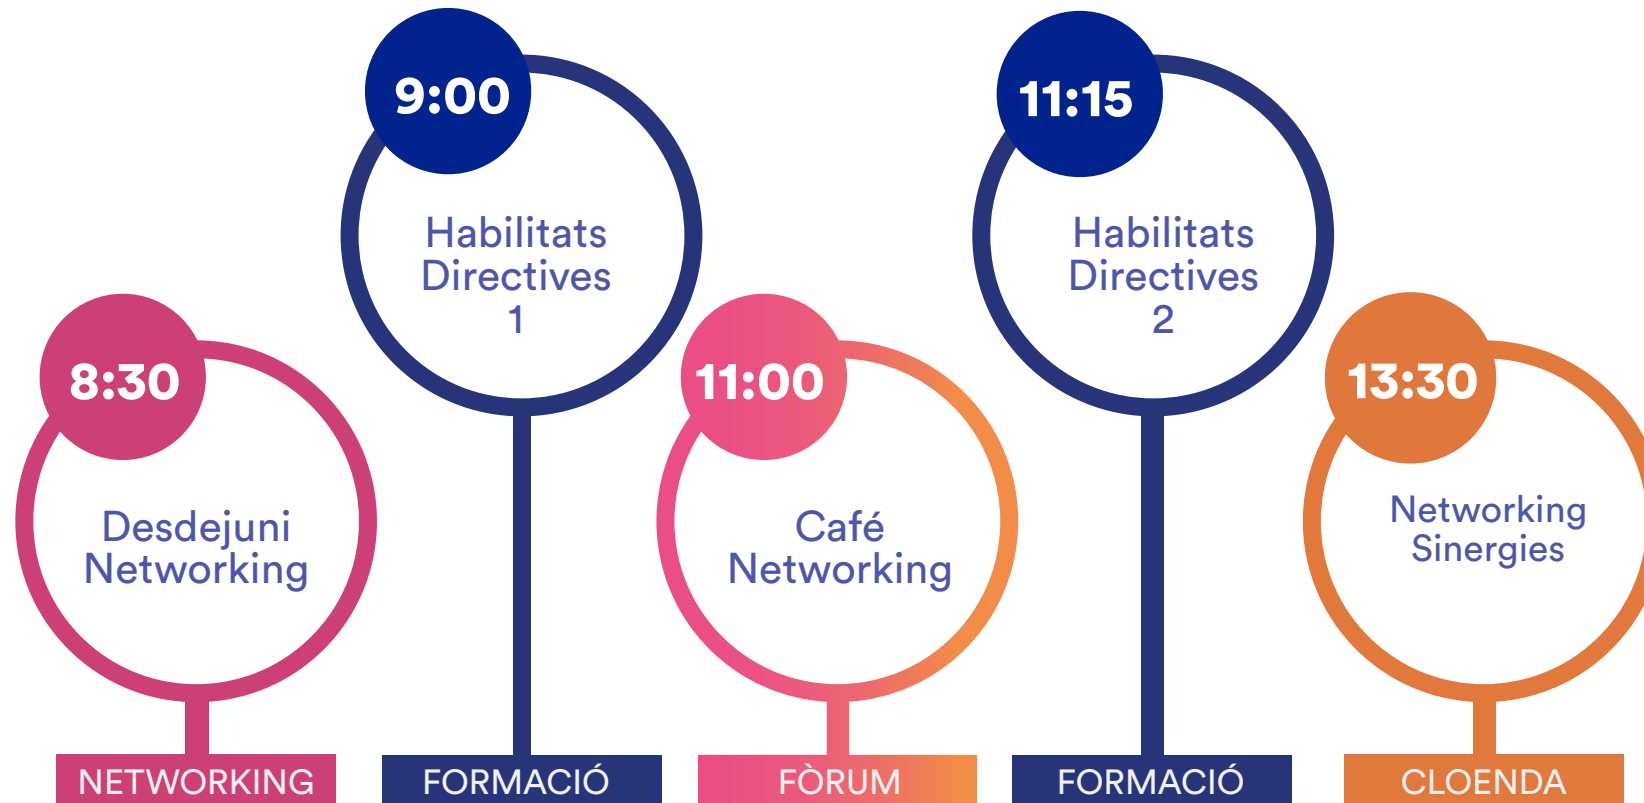 8:30
Desdejuni
Networking
NETWORKING
9:00
Habilitats
Directives
1
FORMACIÓ
11:00
Café
Networking
FÒRUM
11:15
Habilitats
Directives
2
FORMACIÓ
13:30
Networking
Sinergies
CLOENDA